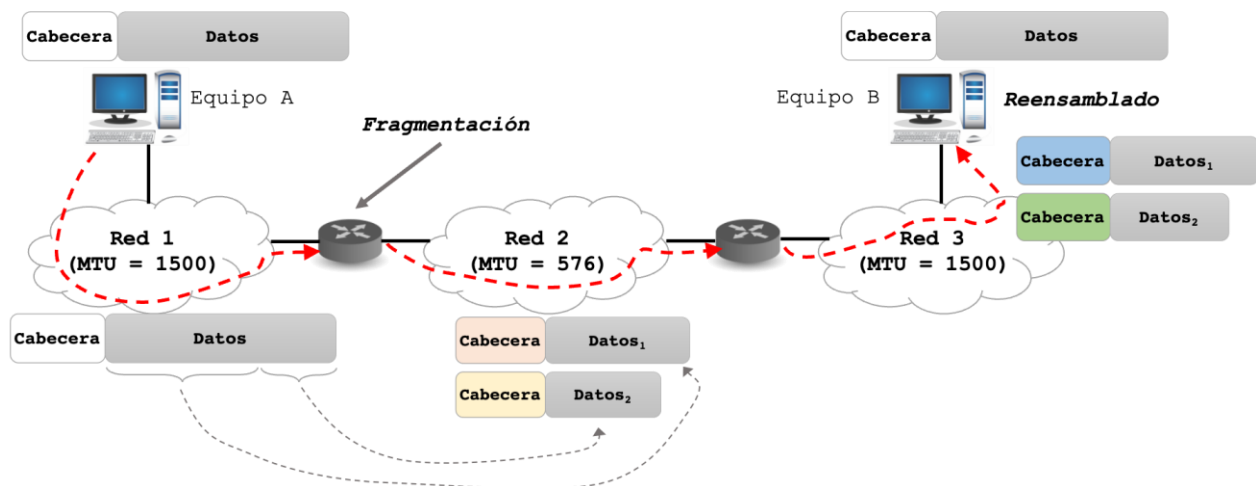 Cabecera Datos
Cabecera Datos
Equipo A
Equipo B
Reensamblado
Fragmentación
Cabecera Datos₁
Cabecera Datos₂
Red 1
(MTU = 1500)
Red 2
(MTU = 576)
Red 3
(MTU = 1500)
Cabecera Datos
Cabecera Datos₁
Cabecera Datos₂